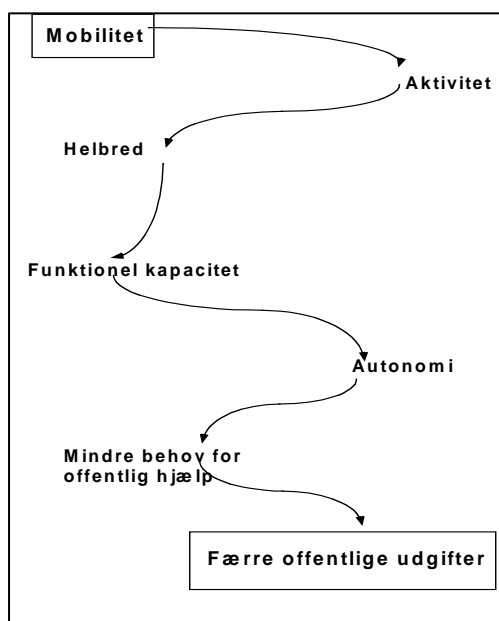 Mobilitet
Aktivitet
Helbred
Funktionel kapacitet
Autonomi
Mindre behov for
offentlig hjælp
Færre offentlige udgifter